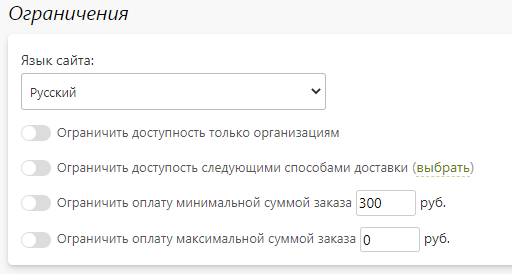 Ограничения
Язык сайта:
Русский
Ограничить доступность только организациям
Ограничить доступость следующими способами доставки (выбрать)
Ограничить оплату минимальной суммой заказа 300 руб.
Ограничить оплату максимальной суммой заказа 0 руб.